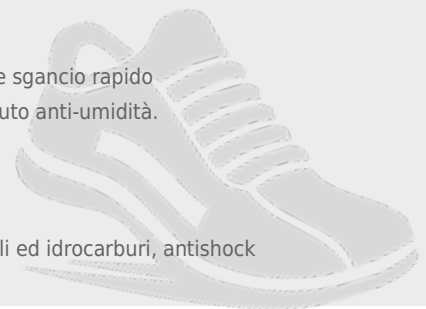 e sgancio rapido
uto anti-umidità.
li ed idrocarburi, antishock